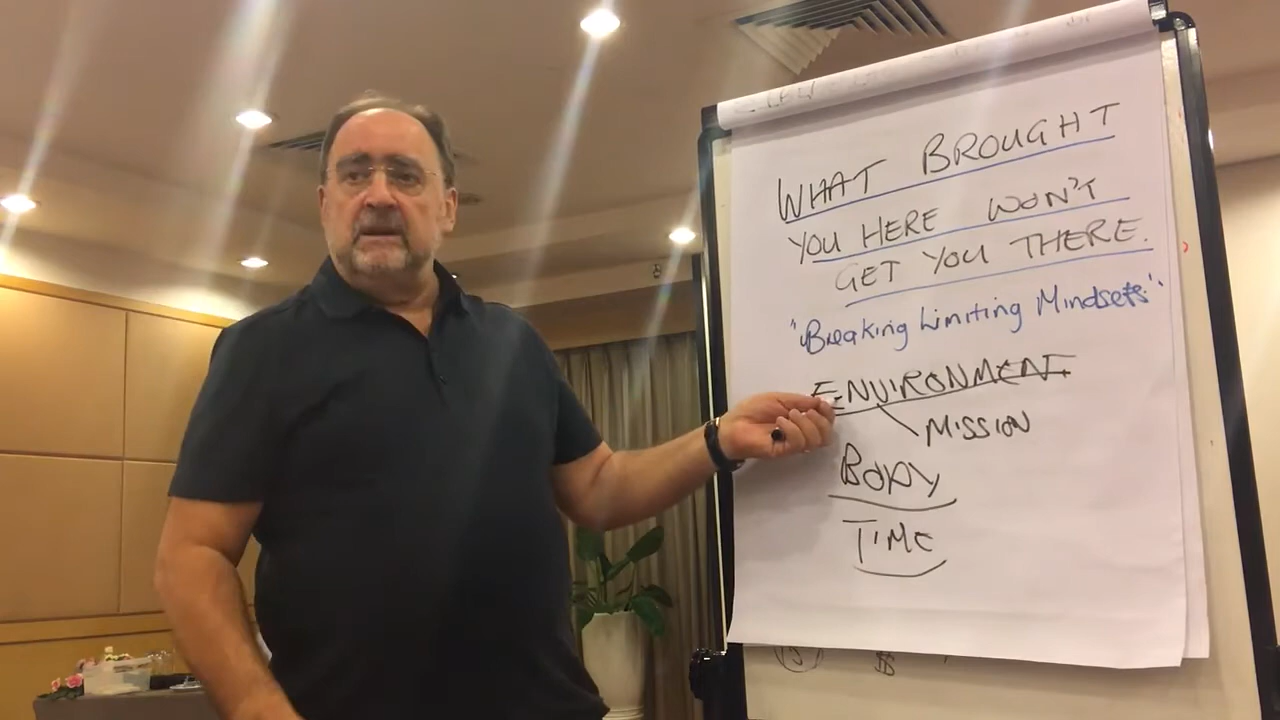 WHAT BROUGHT
YOU HERE WON'T
GET YOU THERE.
"Breaking Limiting Mindsets"
ENVIRONMENT
MISSION
BODY
TIME
$